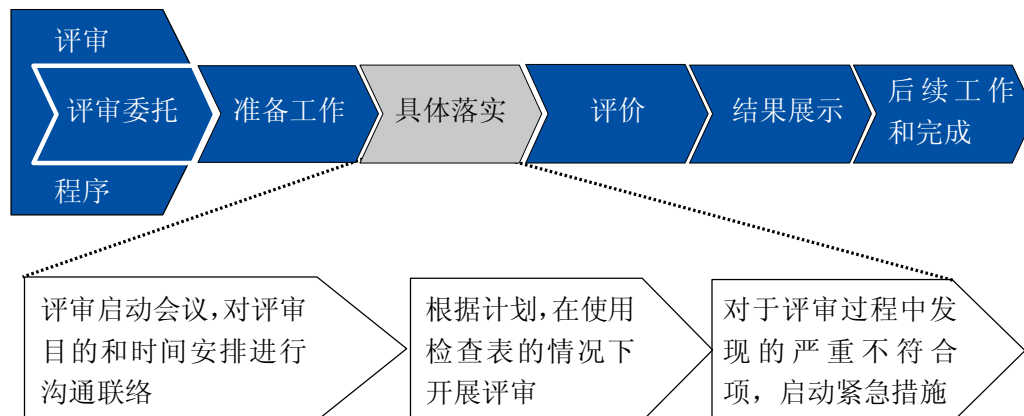 评审
评审委托
程序
准备工作
具体落实
评价
结果展示
后续工作
和完成
评审启动会议,对评审
目的和时间安排进行
沟通联络
根据计划,在使用
检查表的情况下
开展评审
对于评审过程中发
现的严重不符合
项，启动紧急措施